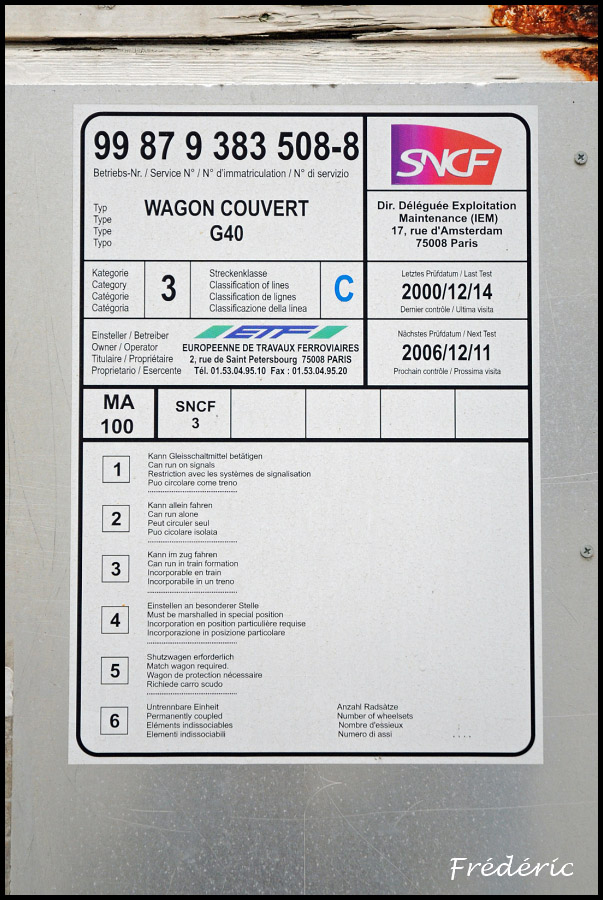 99 87 9 383 508-8
Betriebs-Nr. / Service N° / N° d'immatriculation / N° di servizio
SNCF
Typ
Type
Type
Typo
WAGON COUVERT
G40
Dir. Déléguée Exploitation
Maintenance (IEM)
17, rue d'Amsterdam
75008 Paris
Kategorie
Category
Catégorie
Catégoria
3
Streckenklasse
Classification of lines
Classification de lignes
Classificazione della linea
C
Letztes Prüfdatum / Last Test
2000/12/14
Dernier contrôle / Ultima visita
Einsteller / Betreiber
Owner / Operator
Titulaire / Propriétaire
Proprietario / Esercente
ETF
EUROPEENNE DE TRAVAUX FERROVIAIRES
2, rue de Saint Petersbourg 75008 PARIS
Tél. 01.53.04.95.10 Fax : 01.53.04.95.20
Nächstes Prüfdatum / Next Test
2006/12/11
Prochain contrôle / Prossima visita
MA
100
SNCF
3
1
Kann Gleisschaltmittel betätigen
Can run on signals
Restriction avec les systèmes de signalisation
Puo circolare come treno
2
Kann allein fahren
Can run alone
Peut circuler seul
Puo cicolare isolata
3
Kann im zug fahren
Can run in train formation
Incorporable en train
Incorporabile in un treno
4
Einstellen an besonderer Stelle
Must be marshalled in special position
Incorporation en position particulière requise
Incorporazione in posizione particolare
5
Shutzwagen erforderlich
Match wagon required.
Wagon de protection nécessaire
Richiede carro scudo
6
Untrennbare Einheit
Permanently coupled
Eléments indissociables
Elementi indissociabili
Anzahl Radsàtze
Number of wheelsets
Nombre d'essieux
Numero di assi ....
Frédéric